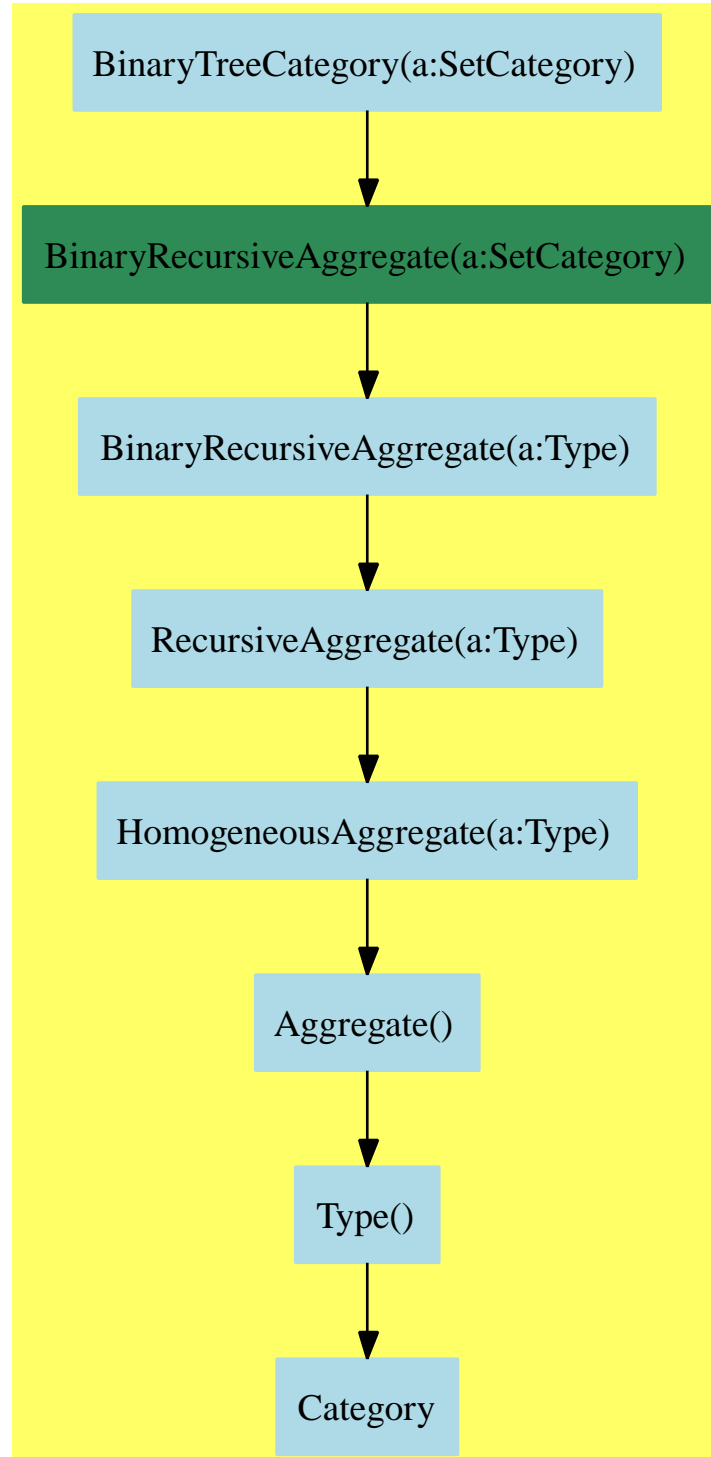 BinaryTreeCategory(a:SetCategory)
BinaryRecursiveAggregate(a:SetCategory)
BinaryRecursiveAggregate(a:Type)
RecursiveAggregate(a:Type)
HomogeneousAggregate(a:Type)
Aggregate()
Type()
Category